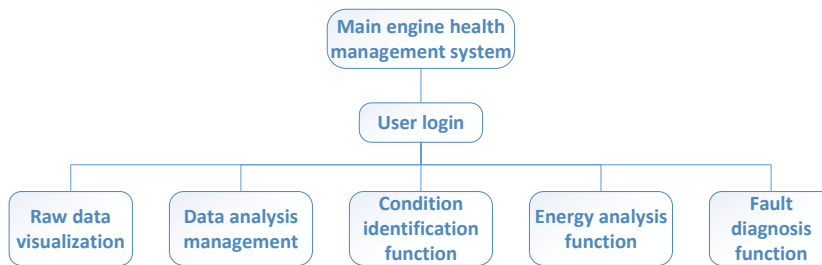 Main engine health
management system
User login
Raw data
visualization
Data analysis
management
Condition
identification
function
Energy analysis
function
Fault
diagnosis
function